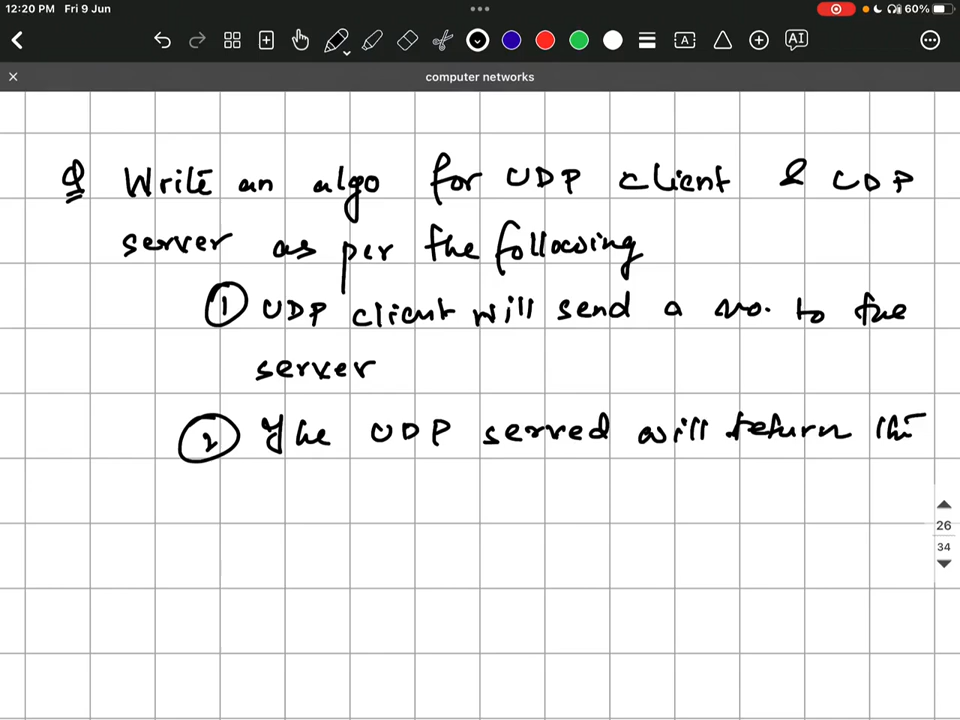 12:20 PM Fri 9 Jun
60%
AI
computer networks
Q Write an algo for UDP client & UDP
server as per the following
1 UDP client will send a no. to the
server
2 The UDP served will return the
26
34